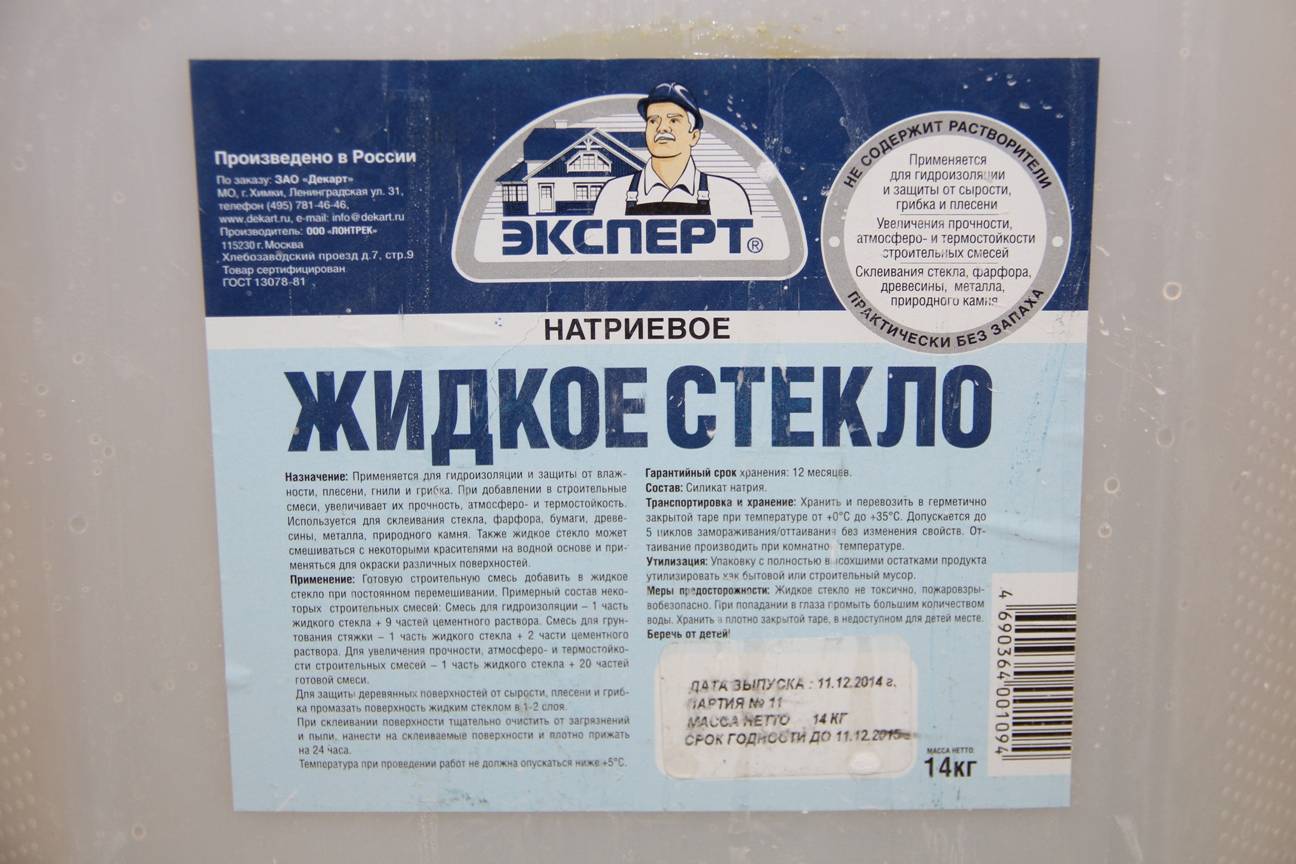 Произведено в России
По заказу: ЗАО «Декарт»
МО, г. Химки, Ленинградская ул. 31,
телефон (495) 781-46-46,
www.dekart.ru, e-mail: info@dekart.ru
Производитель: ООО «ЛОНТРЕК»
115230 г. Москва
Хлебозаводский проезд д.7, стр.9
Товар сертифицирован
ГОСТ 13078-81
ЭКСПЕРТ®
НЕ СОДЕРЖИТ РАСТВОРИТЕЛИ
Применяется
для гидроизоляции
и защиты от сырости,
грибка и плесени
Увеличения прочности,
атмосферо- и термостойкости
строительных смесей
Склеивания стекла, фарфора,
древесины, металла,
природного камня
ПРАКТИЧЕСКИ БЕЗ ЗАПАХА
НАТРИЕВОЕ
ЖИДКОЕ СТЕКЛО
Назначение: Применяется для гидроизоляции и защиты от влаж-
ности, плесени, гнили и грибка. При добавлении в строительные
смеси, увеличивает их прочность, атмосферо- и термостойкость.
Используется для склеивания стекла, фарфора, бумаги, древе-
сины, металла, природного камня. Также жидкое стекло может
смешиваться с некоторыми красителями на водной основе и при-
меняться для окраски различных поверхностей.
Применение: Готовую строительную смесь добавить в жидкое
стекло при постоянном перемешивании. Примерный состав неко-
торых строительных смесей: Смесь для гидроизоляции – 1 часть
жидкого стекла + 9 частей цементного раствора. Смесь для грун-
тования стяжки – 1 часть жидкого стекла + 2 части цементного
раствора. Для увеличения прочности, атмосферо- и термостойко-
сти строительных смесей – 1 часть жидкого стекла + 20 частей
готовой смеси.
Для защиты деревянных поверхностей от сырости, плесени и гриб-
ка промазать поверхность жидким стеклом в 1-2 слоя.
При склеивании поверхности тщательно очистить от загрязнений
и пыли, нанести на склеиваемые поверхности и плотно прижать
на 24 часа.
Температура при проведении работ не должна опускаться ниже +5°С.
Гарантийный срок хранения: 12 месяцев.
Состав: Силикат натрия.
Транспортировка и хранение: Хранить и перевозить в герметично
закрытой таре при температуре от +0°С до +35°С. Допускается до
5 циклов замораживания/оттаивания без изменения свойств. От-
таивание производить при комнатной температуре.
Утилизация: Упаковку с полностью высохшими остатками продукта
утилизировать как бытовой или строительный мусор.
Меры предосторожности: Жидкое стекло не токсично, пожаровзры-
вобезопасно. При попадании в глаза промыть большим количеством
воды. Хранить в плотно закрытой таре, в недоступном для детей месте.
Беречь от детей!
ДАТА ВЫПУСКА : 11.12.2014 г.
ПАРТИЯ № 11
МАССА НЕТТО 14 КГ
СРОК ГОДНОСТИ ДО 11.12.2015
МАССА НЕТТО:
14кг
4 690364 001094